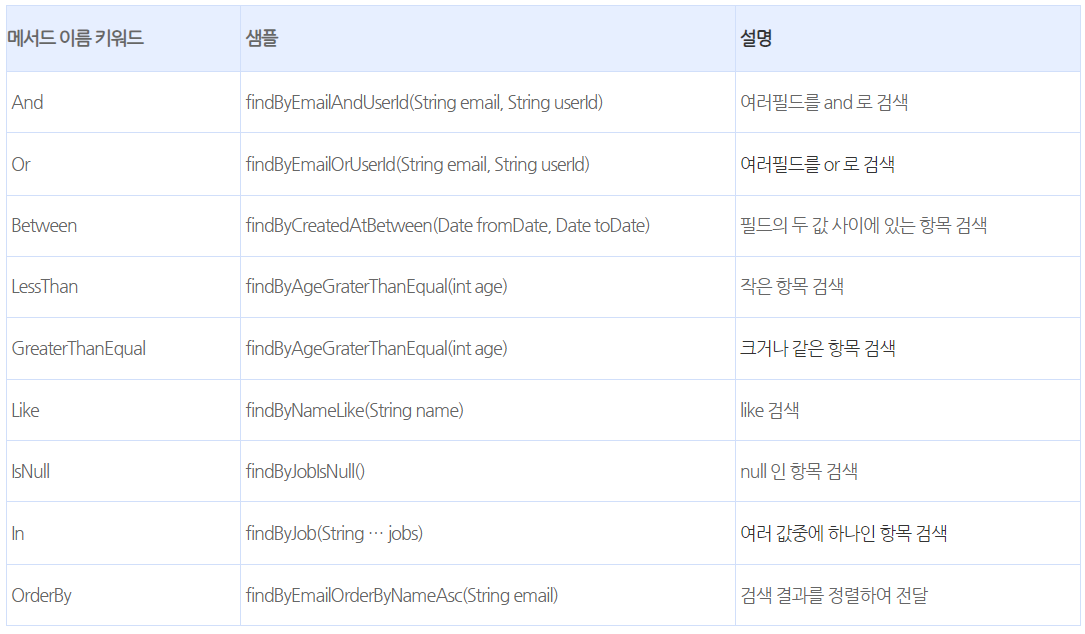 메서드 이름 키워드 샘플 설명
And findByEmailAndUserId(String email, String userId) 여러필드를 and 로 검색
Or findByEmailOrUserId(String email, String userId) 여러필드를 or 로 검색
Between findByCreatedAtBetween(Date fromDate, Date toDate) 필드의 두 값 사이에 있는 항목 검색
LessThan findByAgeGraterThanEqual(int age) 작은 항목 검색
GreaterThanEqual findByAgeGraterThanEqual(int age) 크거나 같은 항목 검색
Like findByNameLike(String name) like 검색
IsNull findByJobIsNull() null 인 항목 검색
In findByJob(String … jobs) 여러 값중에 하나인 항목 검색
OrderBy findByEmailOrderByNameAsc(String email) 검색 결과를 정렬하여 전달